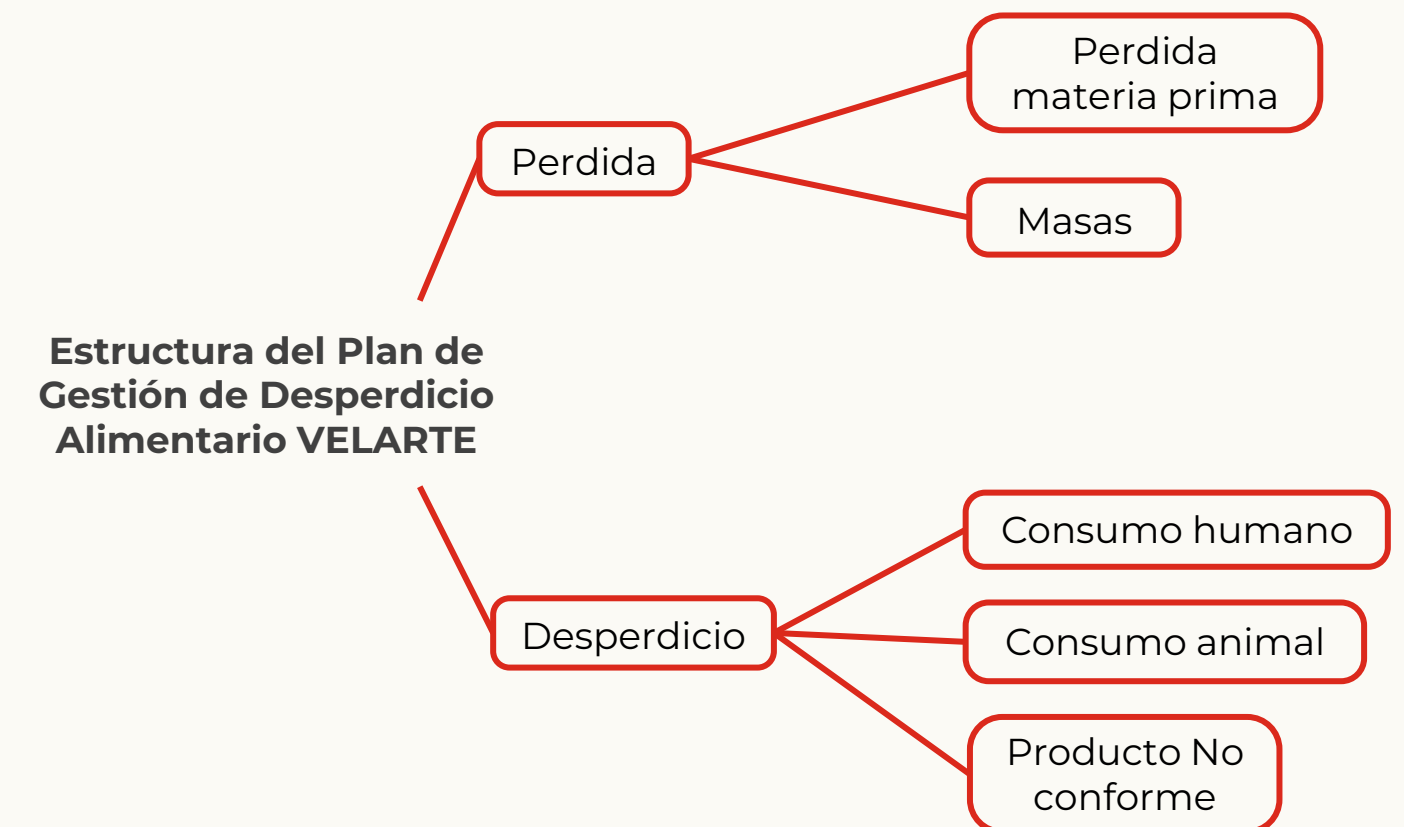 Estructura del Plan de
Gestión de Desperdicio
Alimentario VELARTE
Perdida
Perdida
materia prima
Masas
Desperdicio
Consumo humano
Consumo animal
Producto No
conforme